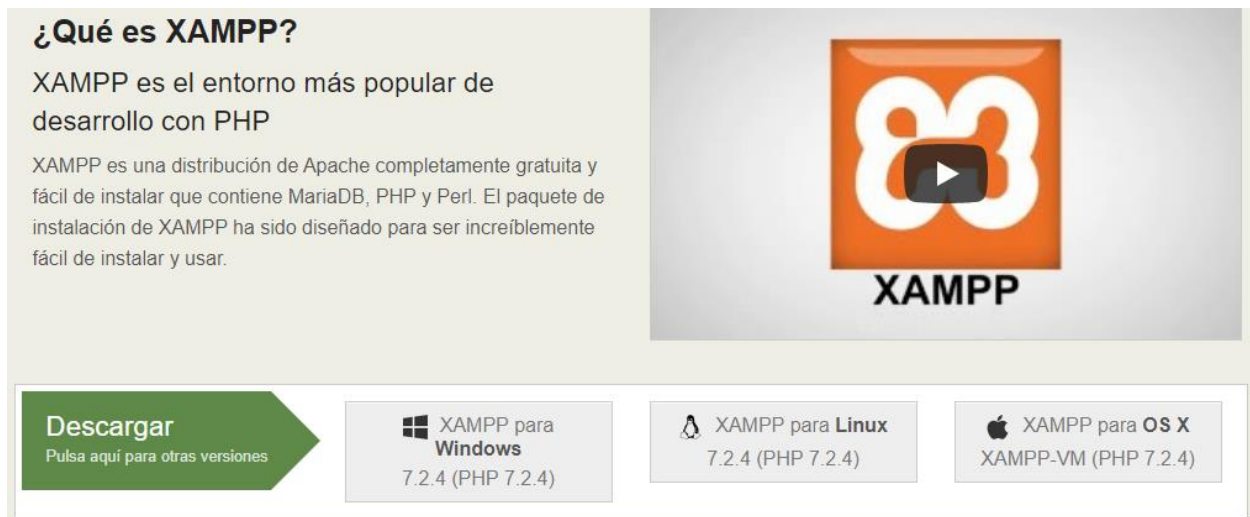 ¿Qué es XAMPP?
XAMPP es el entorno más popular de
desarrollo con PHP
XAMPP es una distribución de Apache completamente gratuita y
fácil de instalar que contiene MariaDB, PHP y Perl. El paquete de
instalación de XAMPP ha sido diseñado para ser increíblemente
fácil de instalar y usar.
XAMPP
Descargar
Pulsa aquí para otras versiones
XAMPP para
Windows
7.2.4 (PHP 7.2.4)
XAMPP para Linux
7.2.4 (PHP 7.2.4)
XAMPP para OS X
XAMPP-VM (PHP 7.2.4)